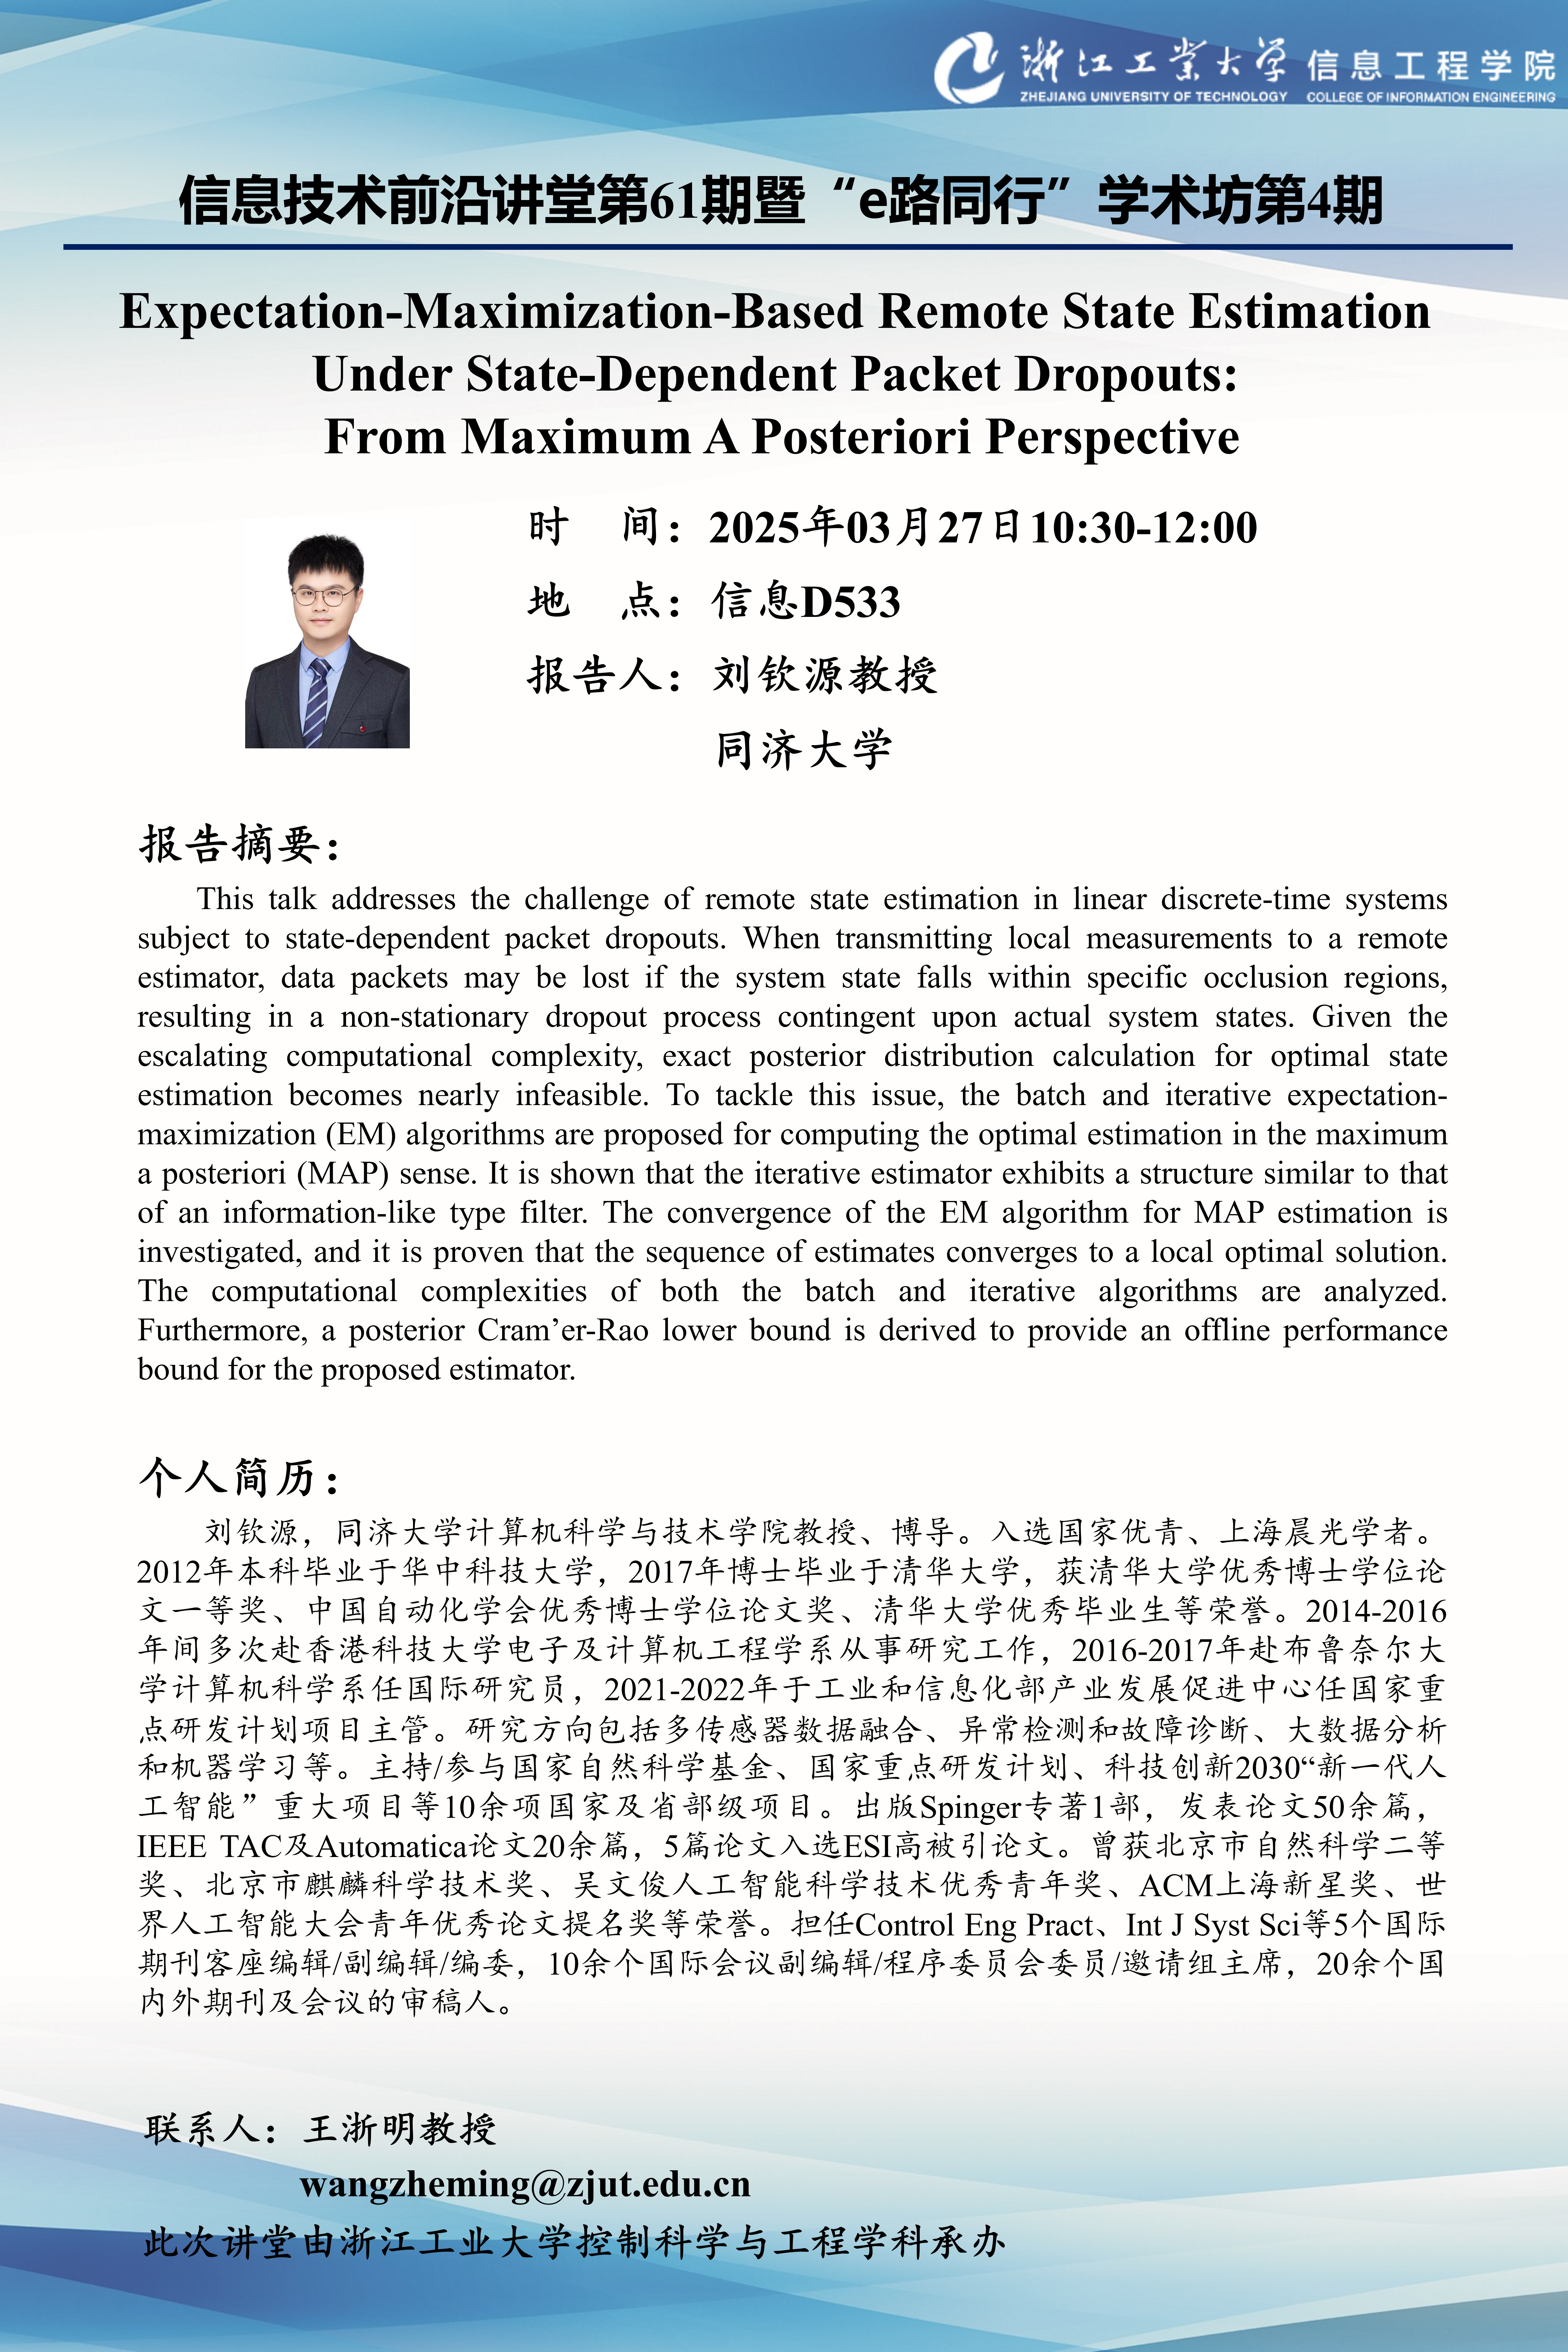 浙江工业大学 信息工程学院
ZHEJIANG UNIVERSITY OF TECHNOLOGY COLLEGE OF INFORMATION ENGINEERING
信息技术前沿讲堂第61期暨“e路同行”学术坊第4期
Expectation-Maximization-Based Remote State Estimation
Under State-Dependent Packet Dropouts:
From Maximum A Posteriori Perspective
时 间：2025年03月27日10:30-12:00
地 点：信息D533
报告人：刘钦源教授
同济大学
报告摘要：
This talk addresses the challenge of remote state estimation in linear discrete-time systems
subject to state-dependent packet dropouts. When transmitting local measurements to a remote
estimator, data packets may be lost if the system state falls within specific occlusion regions,
resulting in a non-stationary dropout process contingent upon actual system states. Given the
escalating computational complexity, exact posterior distribution calculation for optimal state
estimation becomes nearly infeasible. To tackle this issue, the batch and iterative expectation-
maximization (EM) algorithms are proposed for computing the optimal estimation in the maximum
a posteriori (MAP) sense. It is shown that the iterative estimator exhibits a structure similar to that
of an information-like type filter. The convergence of the EM algorithm for MAP estimation is
investigated, and it is proven that the sequence of estimates converges to a local optimal solution.
The computational complexities of both the batch and iterative algorithms are analyzed.
Furthermore, a posterior Cram’er-Rao lower bound is derived to provide an offline performance
bound for the proposed estimator.
个人简历：
刘钦源，同济大学计算机科学与技术学院教授、博导。入选国家优青、上海晨光学者。
2012年本科毕业于华中科技大学，2017年博士毕业于清华大学，获清华大学优秀博士学位论
文一等奖、中国自动化学会优秀博士学位论文奖、清华大学优秀毕业生等荣誉。2014-2016
年间多次赴香港科技大学电子及计算机工程学系从事研究工作，2016-2017年赴布鲁奈尔大
学计算机科学系任国际研究员，2021-2022年于工业和信息化部产业发展促进中心任国家重
点研发计划项目主管。研究方向包括多传感器数据融合、异常检测和故障诊断、大数据分析
和机器学习等。主持/参与国家自然科学基金、国家重点研发计划、科技创新2030“新一代人
工智能”重大项目等10余项国家及省部级项目。出版Spinger专著1部，发表论文50余篇，
IEEE TAC及Automatica论文20余篇，5篇论文入选ESI高被引论文。曾获北京市自然科学二等
奖、北京市麒麟科学技术奖、吴文俊人工智能科学技术优秀青年奖、ACM上海新星奖、世
界人工智能大会青年优秀论文提名奖等荣誉。担任Control Eng Pract、Int J Syst Sci等5个国际
期刊客座编辑/副编辑/编委，10余个国际会议副编辑/程序委员会委员/邀请组主席，20余个国
内外期刊及会议的审稿人。
联系人：王浙明教授
wangzheming@zjut.edu.cn
此次讲堂由浙江工业大学控制科学与工程学科承办